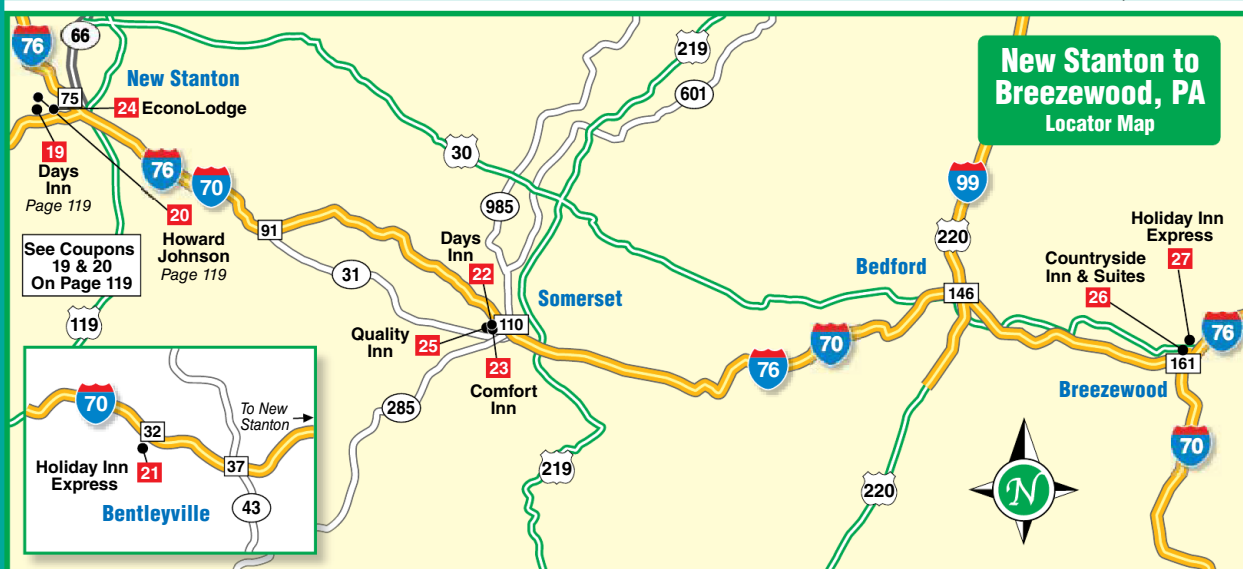 New Stanton to
Breezewood, PA
Locator Map
76
66
219
601
New Stanton
75
24 EconoLodge
19
Days
Inn
Page 119
30
76
70
20
Howard
Johnson
Page 119
99
985
91
220
Holiday Inn
Express
27
See Coupons
19 & 20
On Page 119
31
Days
Inn
22
Bedford
Countryside
Inn & Suites
26
119
Somerset
146
110
Quality
Inn
25
23
Comfort
Inn
76
70
76
161
Breezewood
285
219
220
70
N
70
To New
Stanton
32
Holiday Inn
Express
21
37
43
Bentleyville